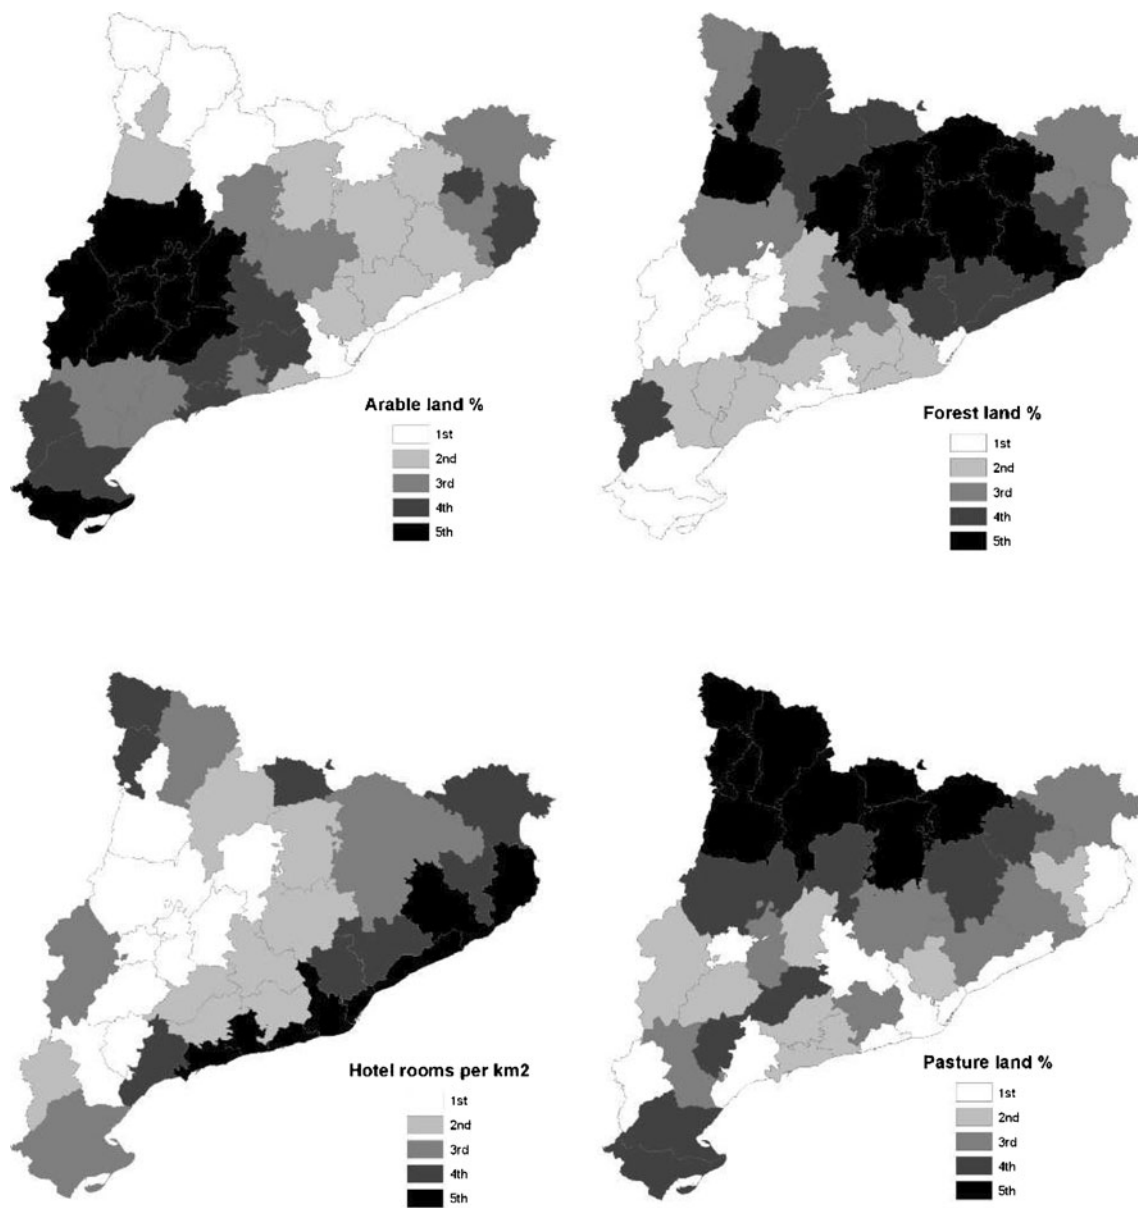 Arable land %
1st
2nd
3rd
4th
5th
Forest land %
1st
2nd
3rd
4th
5th
Hotel rooms per km2
1st
2nd
3rd
4th
5th
Pasture land %
1st
2nd
3rd
4th
5th